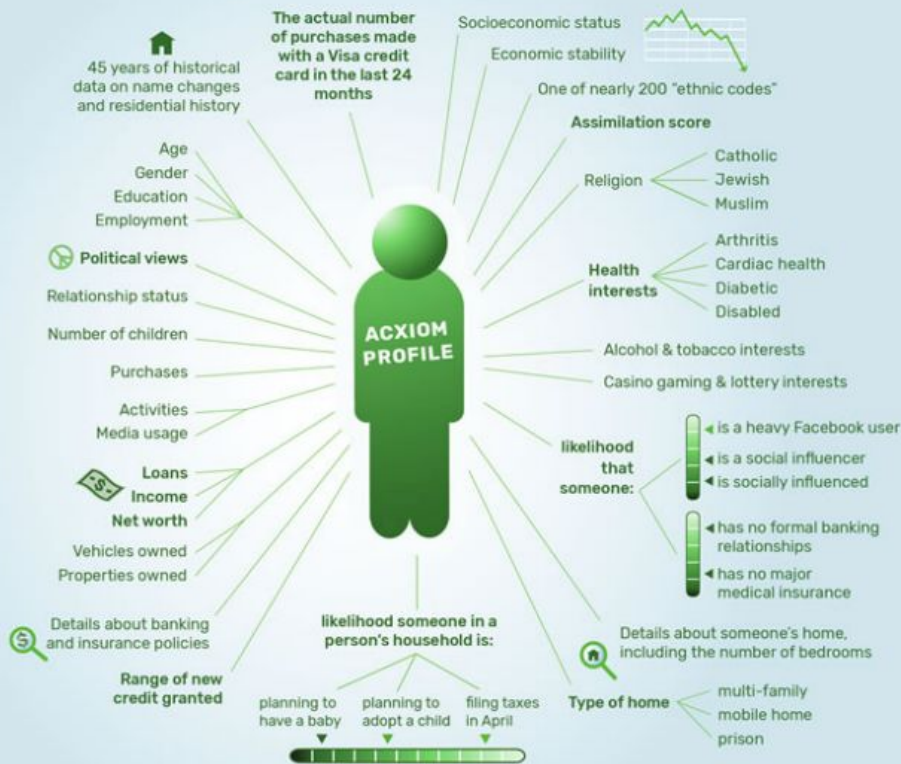 The actual number
of purchases made
with a Visa credit
card in the last 24
months
45 years of historical
data on name changes
and residential history
Age
Gender
Education
Employment
Political views
Relationship status
Number of children
Purchases
Activities
Media usage
Loans
Income
Net worth
Vehicles owned
Properties owned
Details about banking
and insurance policies
Range of new
credit granted
ACXIOM
PROFILE
$
$
likelihood someone in a
person's household is:
planning to
have a baby
planning to
adopt a child
filing taxes
in April
Socioeconomic status
Economic stability
One of nearly 200 "ethnic codes"
Assimilation score
Religion
Catholic
Jewish
Muslim
Health
interests
Arthritis
Cardiac health
Diabetic
Disabled
Alcohol & tobacco interests
Casino gaming & lottery interests
likelihood
that
someone:
is a heavy Facebook user
is a social influencer
is socially influenced
has no formal banking
relationships
has no major
medical insurance
Details about someone's home,
including the number of bedrooms
Type of home
multi-family
mobile home
prison